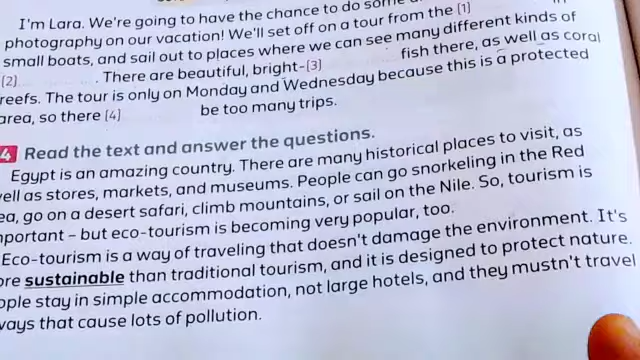 I'm Lara. We're going to have the chance to do some
photography on our vacation! We'll set off on a tour from the [1]
small boats, and sail out to places where we can see many different kinds of
[2] . There are beautiful, bright-[3] fish there, as well as coral
reefs. The tour is only on Monday and Wednesday because this is a protected
area, so there [4] be too many trips.
4 Read the text and answer the questions.
Egypt is an amazing country. There are many historical places to visit, as
well as stores, markets, and museums. People can go snorkeling in the Red
ea, go on a desert safari, climb mountains, or sail on the Nile. So, tourism is
mportant – but eco-tourism is becoming very popular, too.
Eco-tourism is a way of traveling that doesn't damage the environment. It's
ore sustainable than traditional tourism, and it is designed to protect nature.
ople stay in simple accommodation, not large hotels, and they mustn't travel
ways that cause lots of pollution.